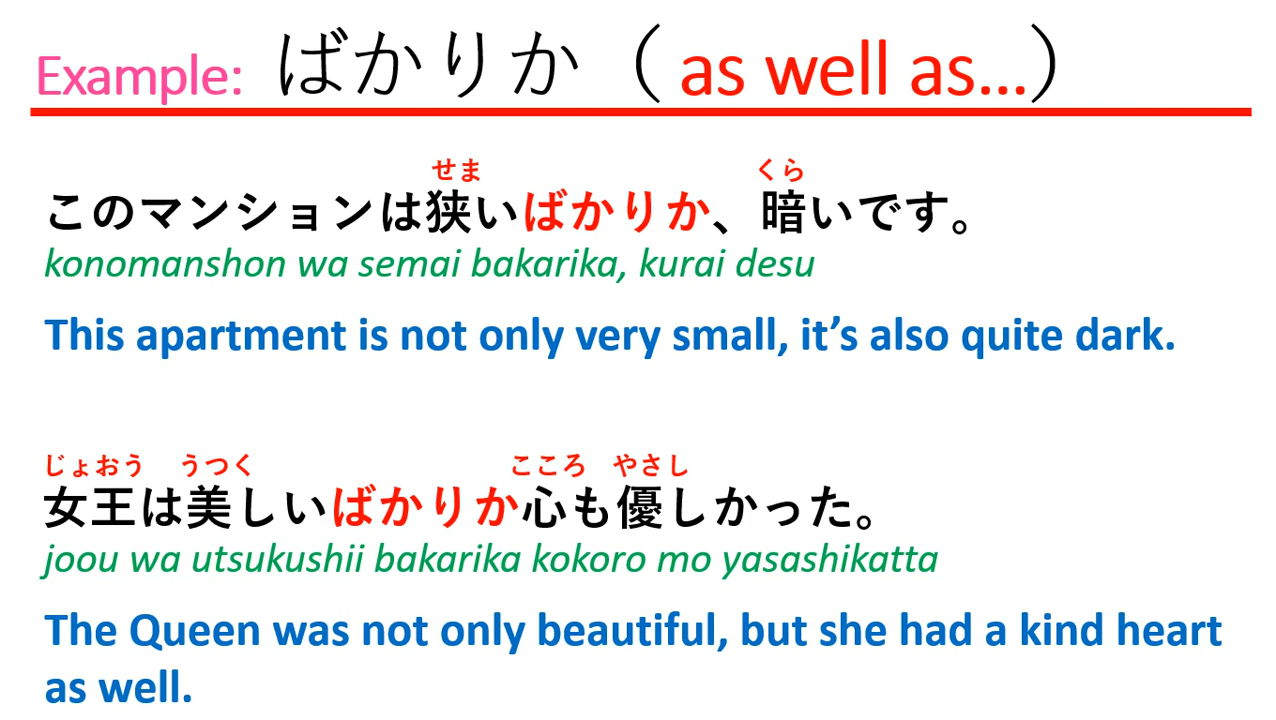 Example: ばかりか（as well as...）
せま くら
このマンションは狭いばかりか、暗いです。
konomanshon wa semai bakarika, kurai desu
This apartment is not only very small, it’s also quite dark.
じょおう うつく こころ やさし
女王は美しいばかりか心も優しかった。
joou wa utsukushii bakarika kokoro mo yasashikatta
The Queen was not only beautiful, but she had a kind heart
as well.